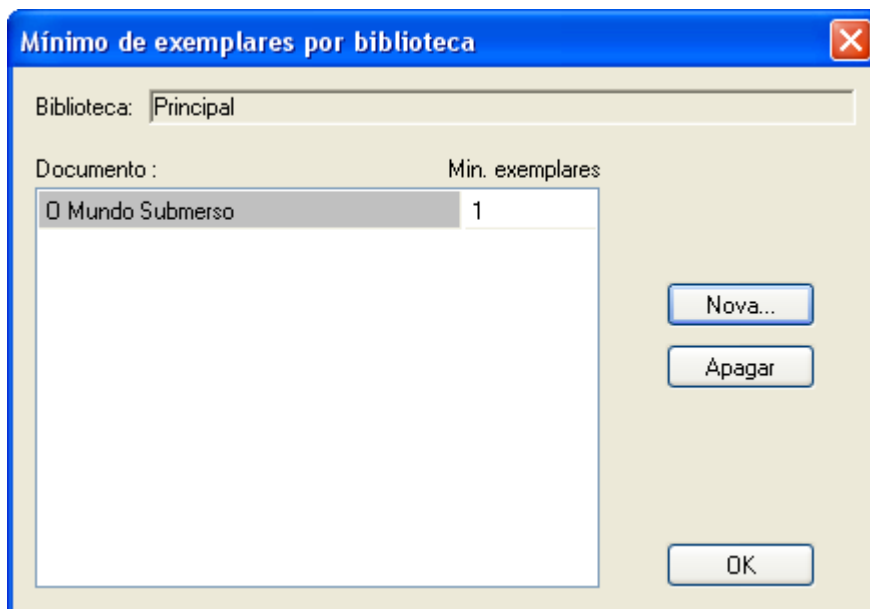 Mínimo de exemplares por biblioteca
Biblioteca: Principal
Documento : Min. exemplares
O Mundo Submerso 1
Nova...
Apagar
OK